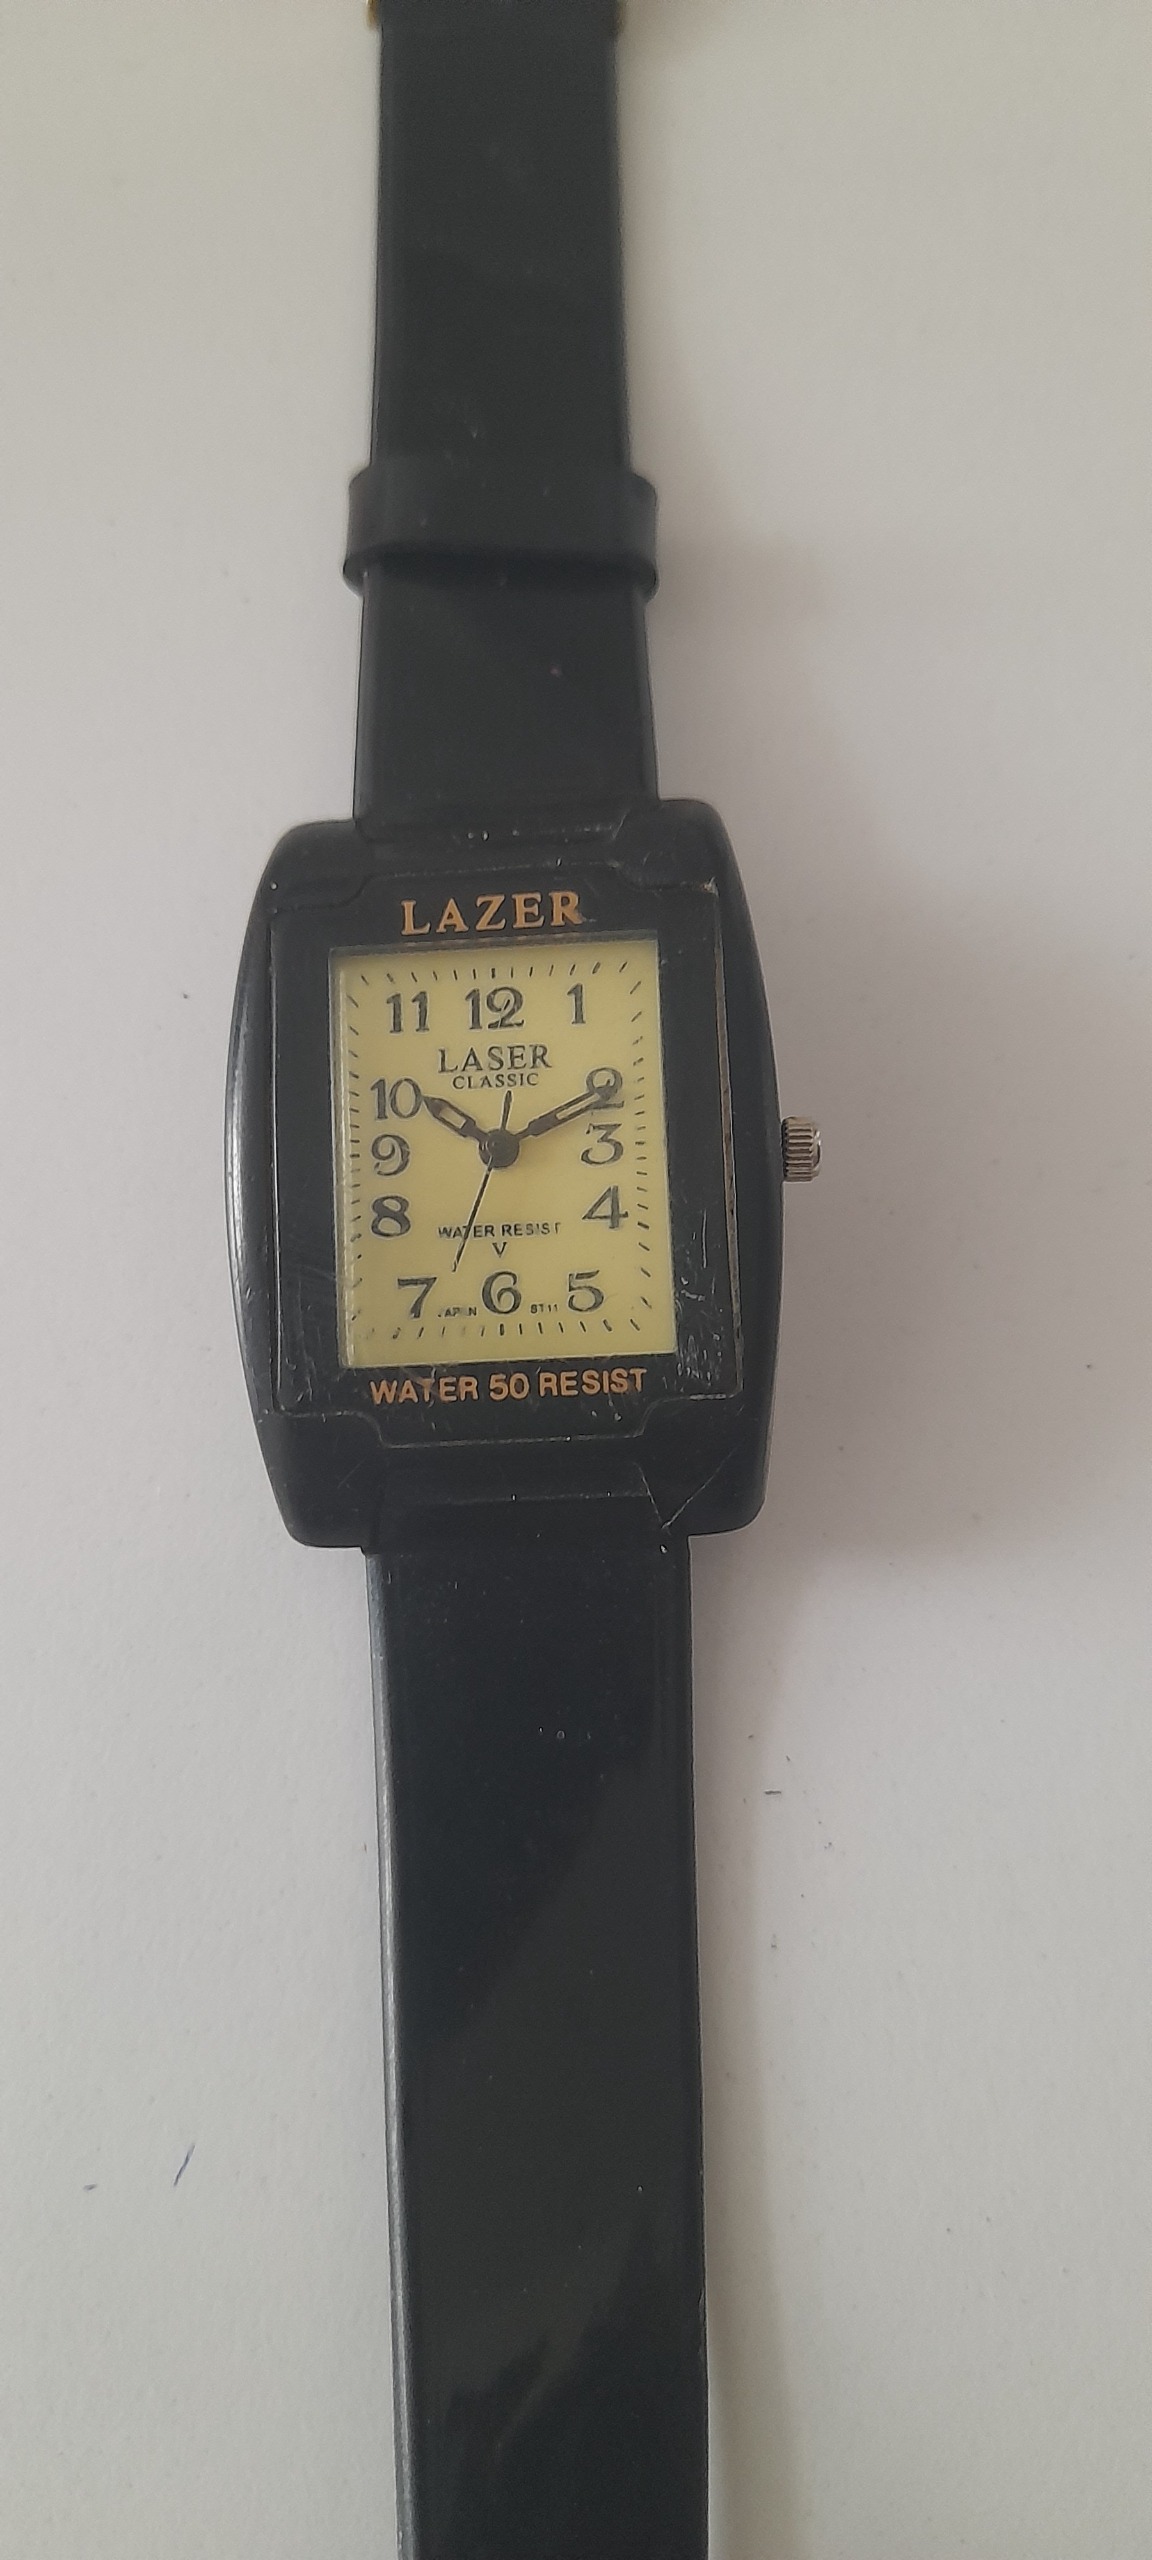 LAZER
11 12 1
LASER
CLASSIC
10 2
9 3
8 4
WATER RESIST
V
7 JAPAN 6 ST11 5
WATER 50 RESIST